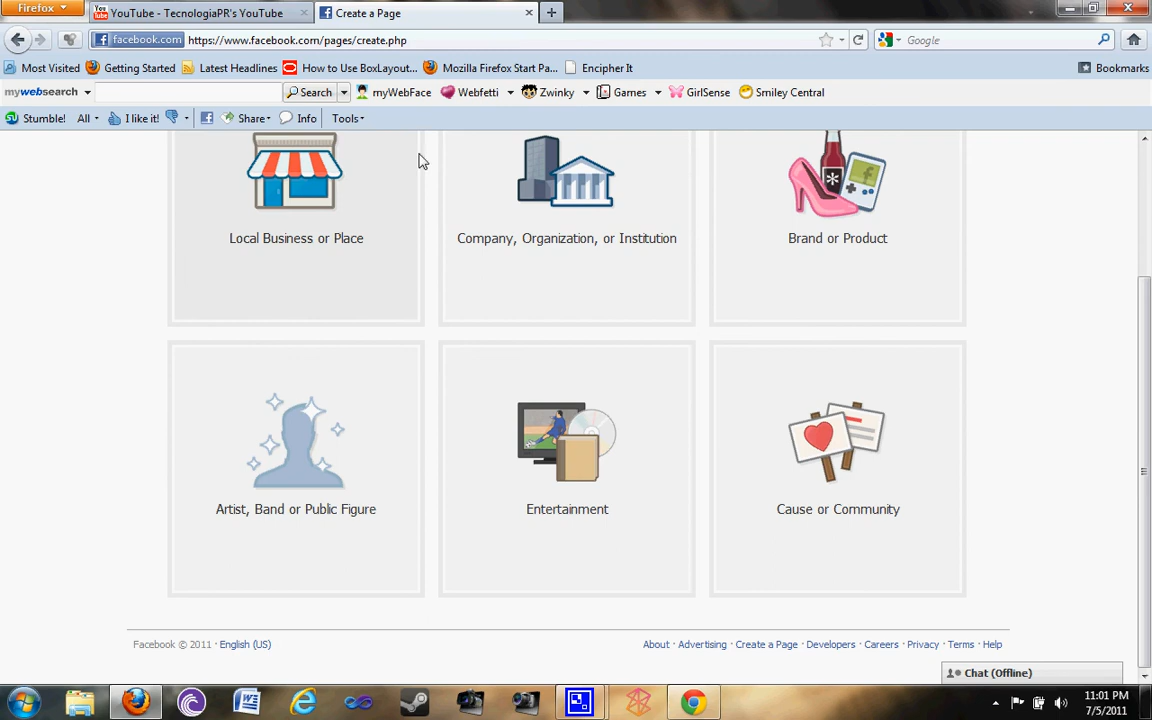 Firefox
You Tube YouTube - TecnologiaPR's YouTube
f Create a Page
facebook.com https://www.facebook.com/pages/create.php
Google
Most Visited Getting Started Latest Headlines How to Use BoxLayout... Mozilla Firefox Start Pa... Encipher It Bookmarks
mywebsearch Search myWebFace Webfetti Zwinky Games GirlSense Smiley Central
Stumble! All I like it! Share Info Tools
Local Business or Place
Company, Organization, or Institution
Brand or Product
Artist, Band or Public Figure
Entertainment
Cause or Community
Facebook © 2011 · English (US)
About · Advertising · Create a Page · Developers · Careers · Privacy · Terms · Help
Chat (Offline)
11:01 PM
7/5/2011